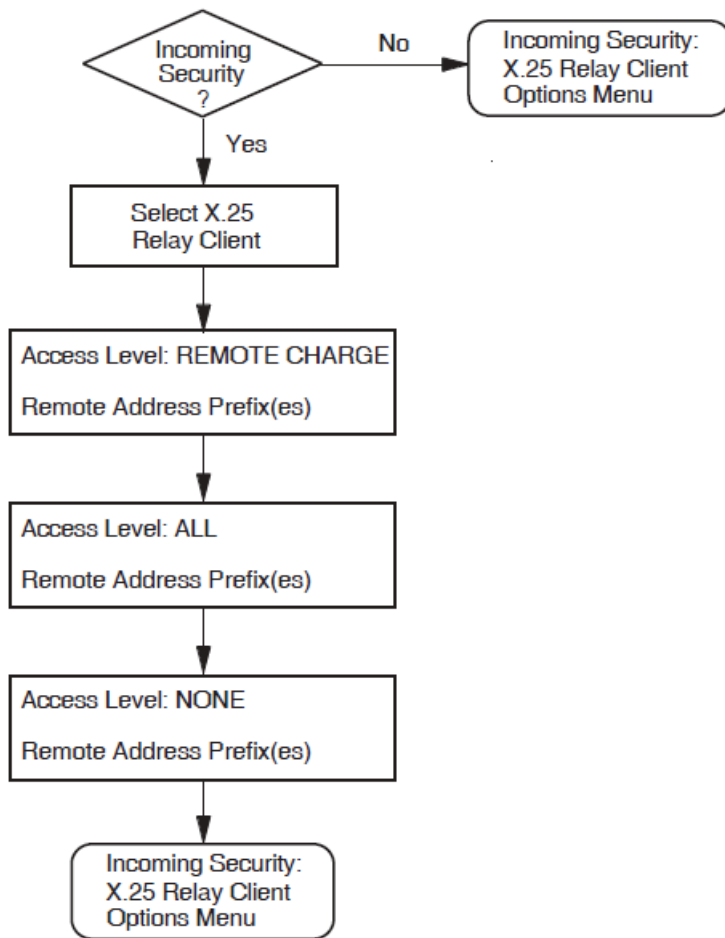 Incoming
Security
?
No
Incoming Security:
X.25 Relay Client
Options Menu
Yes
Select X.25
Relay Client
Access Level: REMOTE CHARGE
Remote Address Prefix(es)
Access Level: ALL
Remote Address Prefix(es)
Access Level: NONE
Remote Address Prefix(es)
Incoming Security:
X.25 Relay Client
Options Menu